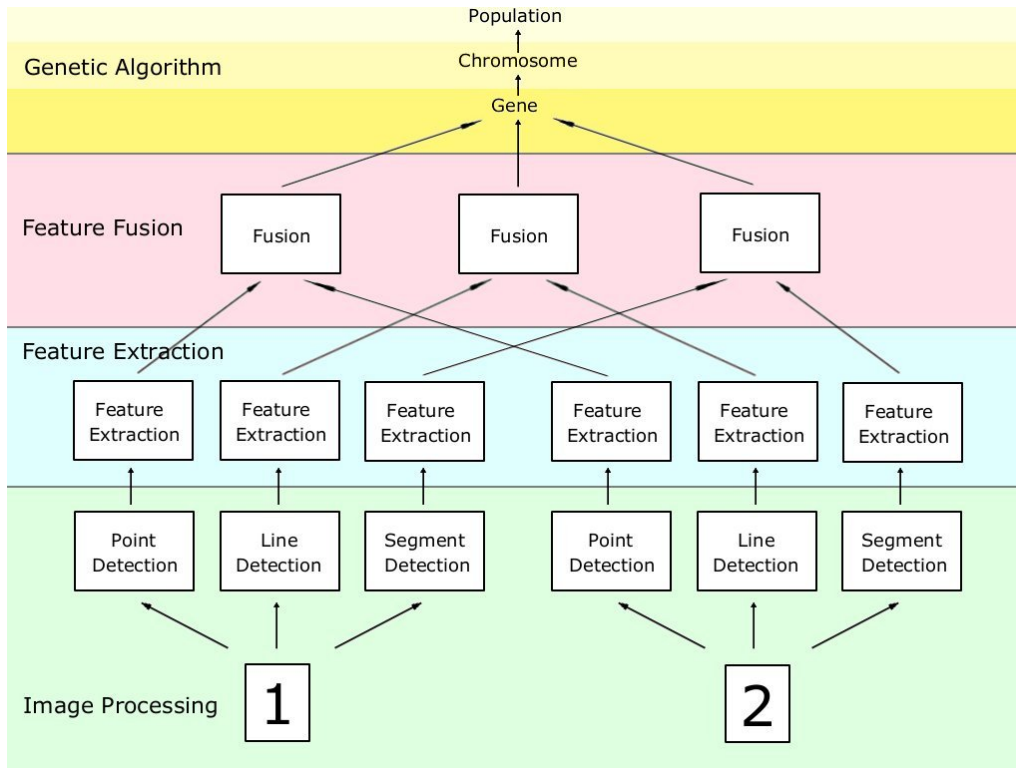 Population
Genetic Algorithm
Chromosome
Gene
Feature Fusion
Fusion
Fusion
Fusion
Feature Extraction
Feature
Extraction
Feature
Extraction
Feature
Extraction
Feature
Extraction
Feature
Extraction
Feature
Extraction
Point
Detection
Line
Detection
Segment
Detection
Point
Detection
Line
Detection
Segment
Detection
Image Processing
1
2